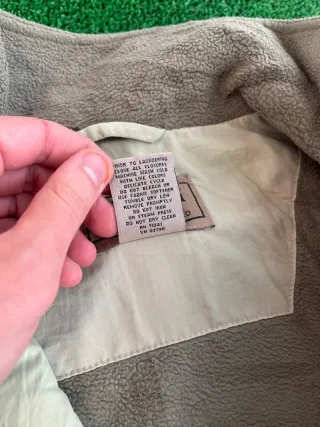 PRIOR TO LAUNDERING
CLOSE ALL CLOSURES
MACHINE WASH COLD
WITH LIKE COLORS
DELICATE CYCLE
DO NOT BLEACH OR
USE FABRIC SOFTENER
TUMBLE DRY LOW
REMOVE PROMPTLY
DO NOT IRON
OR STEAM PRESS
DO NOT DRY CLEAN